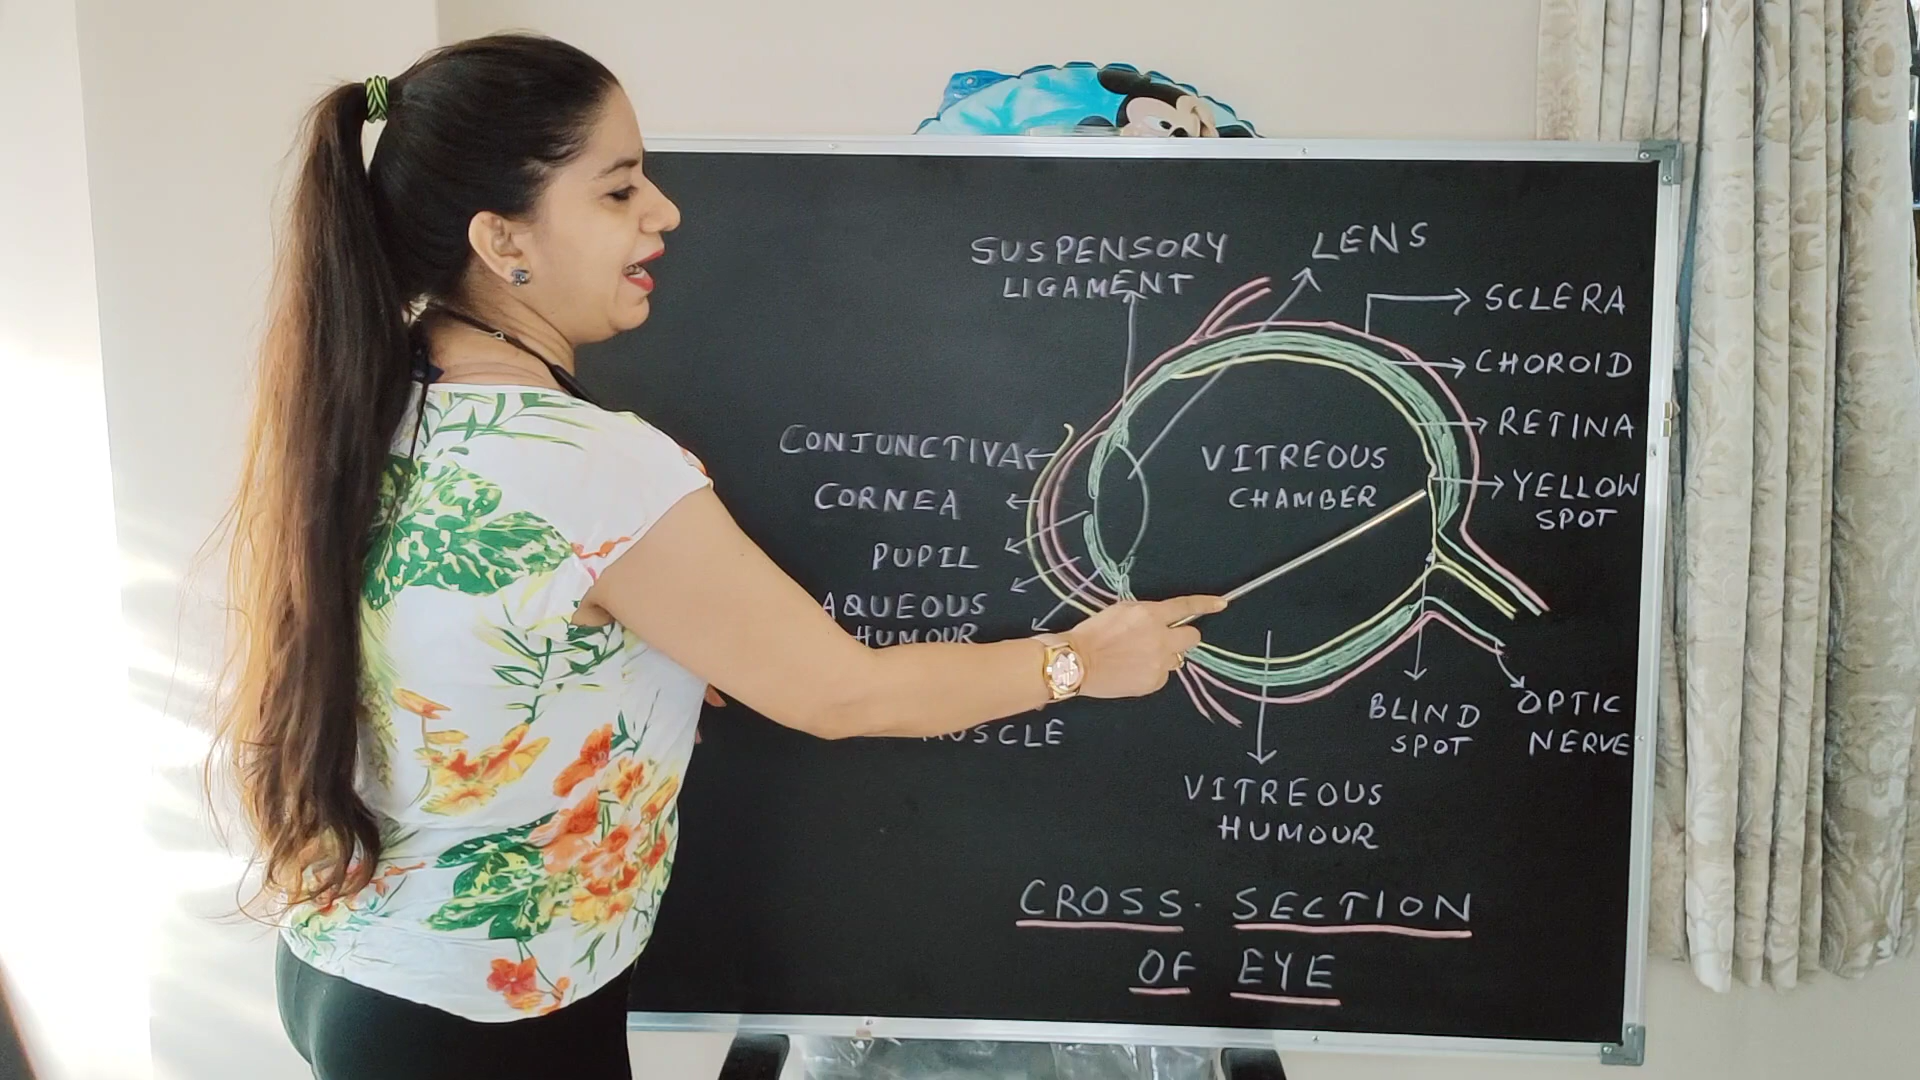 SUSPENSORY
LIGAMENT
LENS
SCLERA
CHOROID
RETINA
YELLOW
SPOT
CONJUNCTIVA
CORNEA
PUPIL
AQUEOUS
HUMOUR
VITREOUS
CHAMBER
MUSCLE
BLIND
SPOT
OPTIC
NERVE
VITREOUS
HUMOUR
CROSS-SECTION
OF EYE